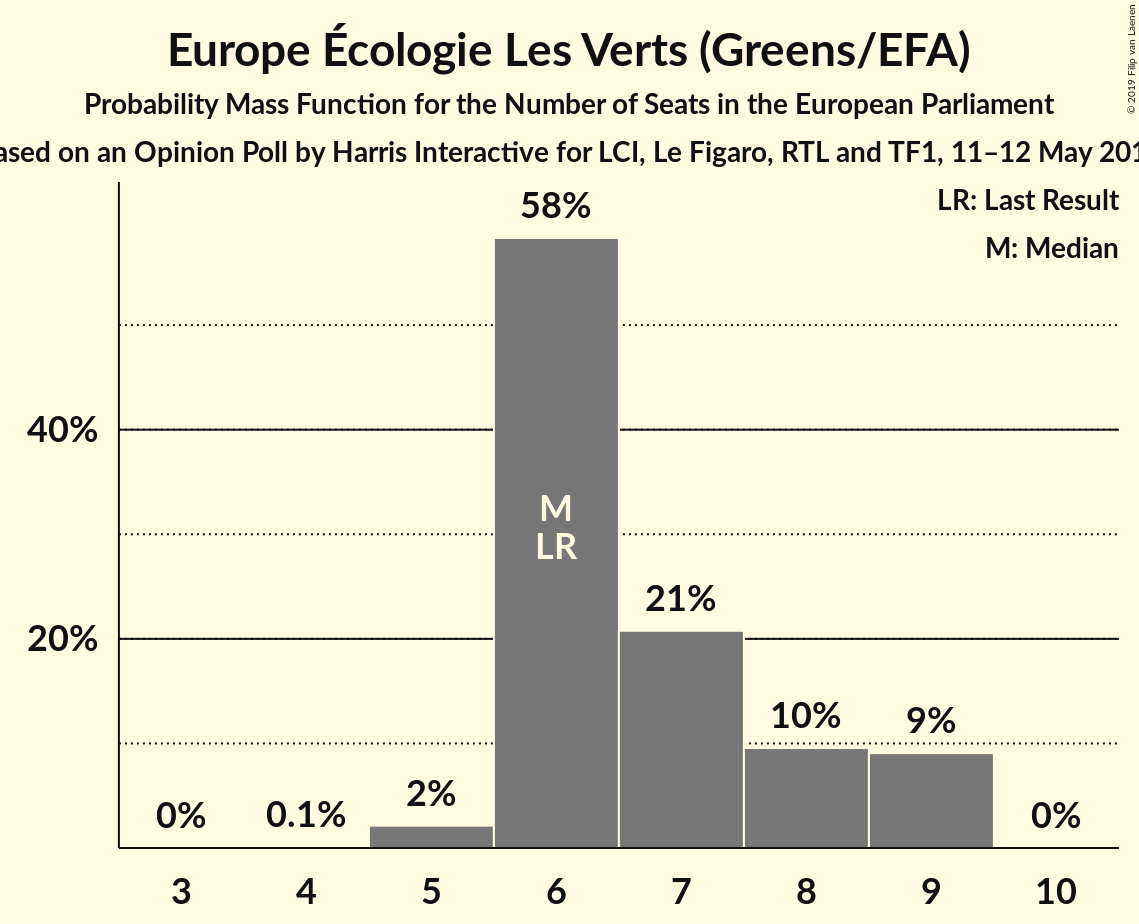 Europe Écologie Les Verts (Greens/EFA)
Probability Mass Function for the Number of Seats in the European Parliament
on an Opinion Poll by Harris Interactive for LCI, Le Figaro, RTL and TF1, 11–12 May
© 2019 Filip van Laenen
LR: Last Result
M: Median
58%
40%
M
LR
21%
20%
10%
9%
2%
0%
0.1%
0%
3 4 5 6 7 8 9 10